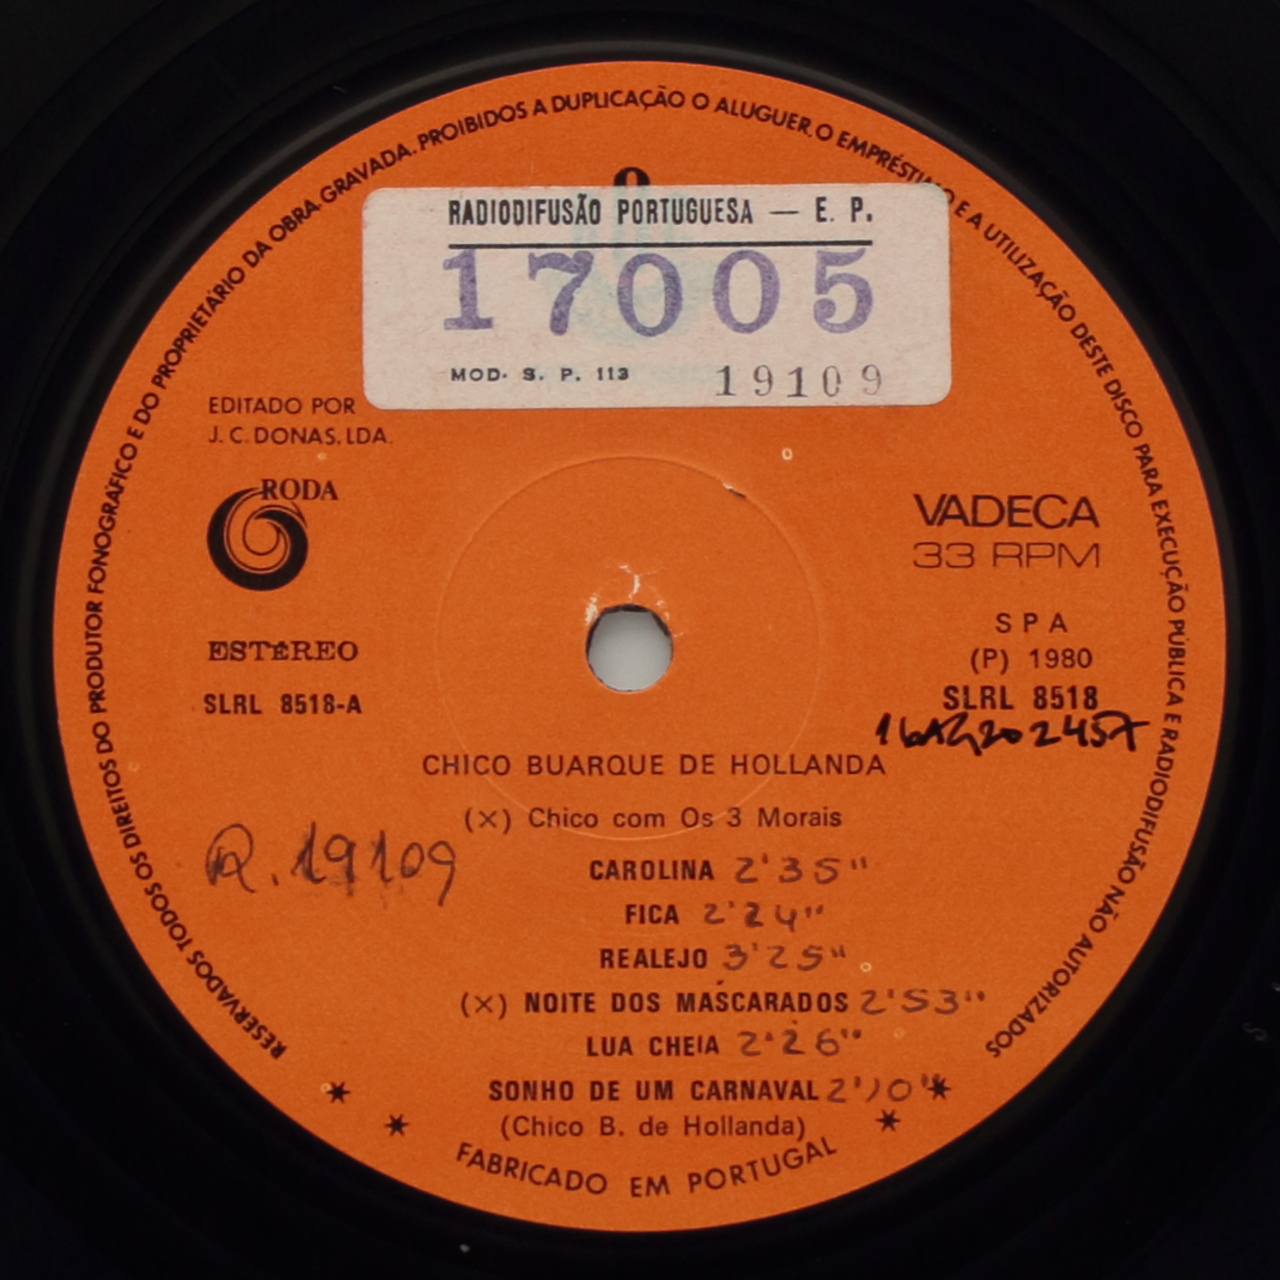 RESERVADOS TODOS OS DIREITOS DO PRODUTOR FONOGRÁFICO E DO PROPRIETÁRIO DA OBRA GRAVADA. PROIBIDOS A DUPLICAÇÃO O ALUGUER. O EMPRÉSTIMO E A UTILIZAÇÃO DESTE DISCO PARA EXECUÇÃO PÚBLICA E RADIODIFUSÃO NÃO AUTORIZADOS
RADIODIFUSÃO PORTUGUESA — E. P.
17005
MOD. S. P. 113 19109
EDITADO POR
J. C. DONAS, LDA.
RODA
VADECA
33 RPM
ESTÉREO
SLRL 8518-A
S P A
(P) 1980
SLRL 8518
CHICO BUARQUE DE HOLLANDA
(×) Chico com Os 3 Morais
R. 19109
CAROLINA 2'35"
FICA 2'24"
REALEJO 3'25"
(×) NOITE DOS MASCARADOS 2'53"
LUA CHEIA 2'26"
SONHO DE UM CARNAVAL 2'10"
(Chico B. de Hollanda)
FABRICADO EM PORTUGAL